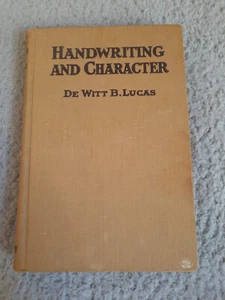 HANDWRITING
AND CHARACTER
DE WITT B. LUCAS